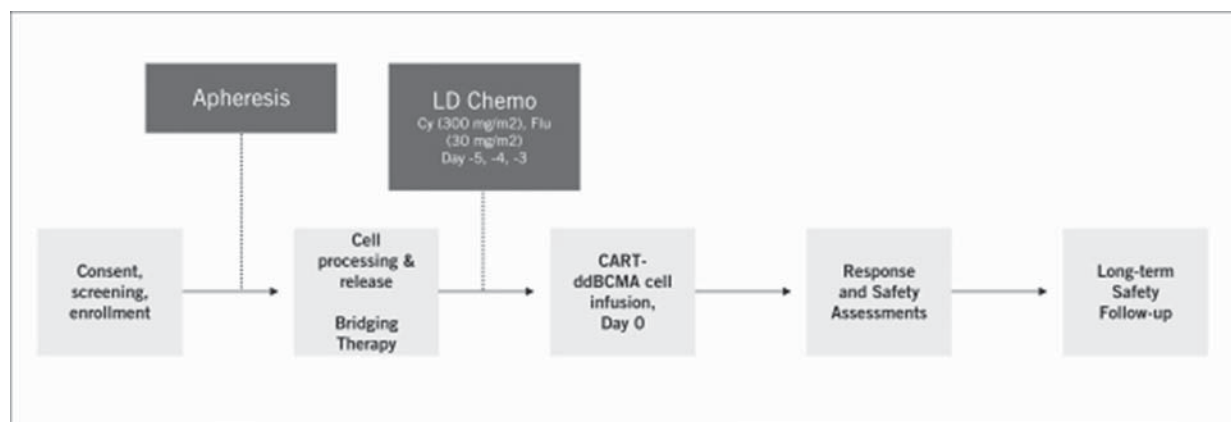 Apheresis
LD Chemo
Cy (300 mg/m2), Flu
(30 mg/m2)
Day -5, -4, -3
Consent,
screening,
enrollment
Cell
processing &
release
Bridging
Therapy
CART-
ddBCMA cell
infusion,
Day 0
Response
and Safety
Assessments
Long-term
Safety
Follow-up